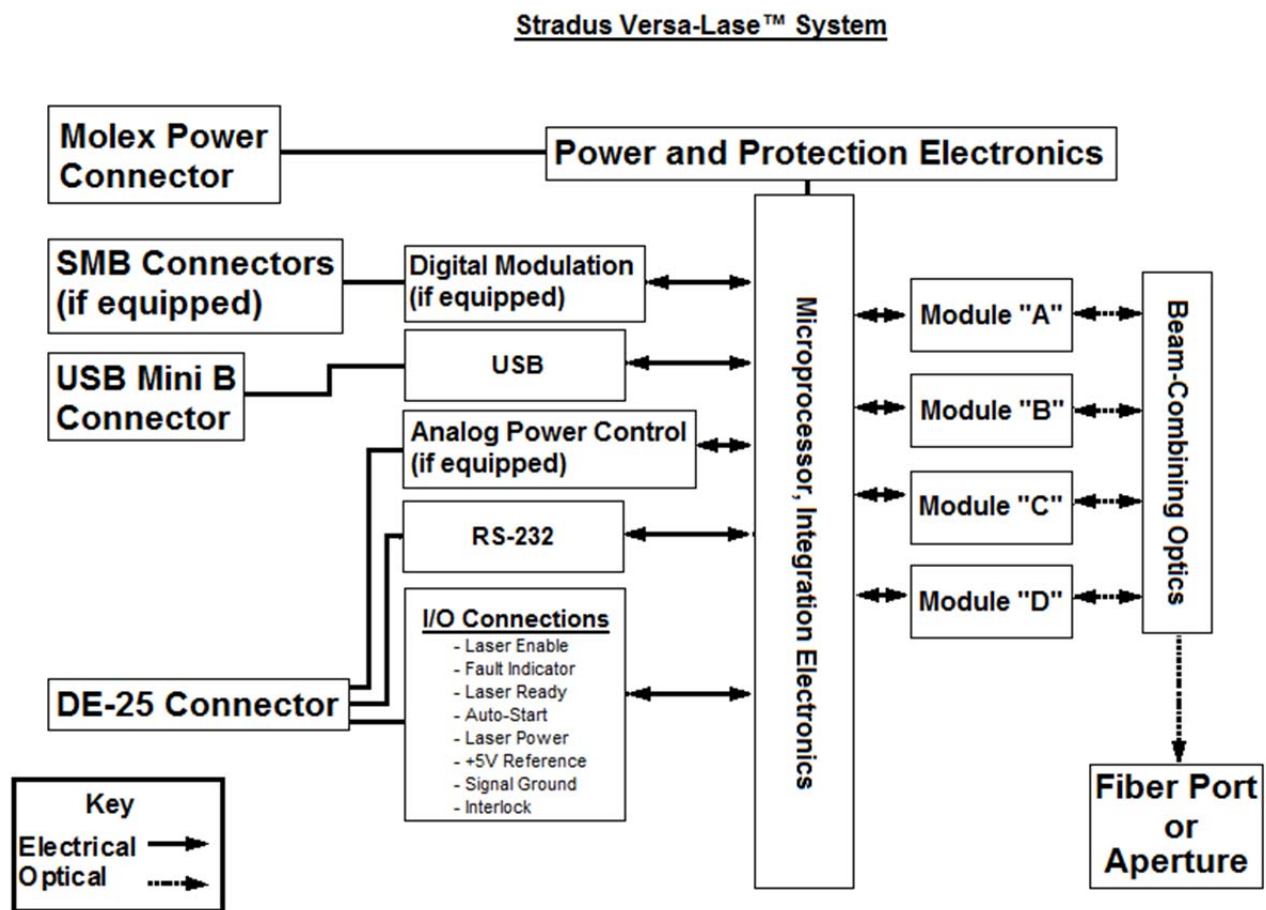 Stradus Versa-Lase™ System
Molex Power
Connector
Power and Protection Electronics
SMB Connectors
(if equipped)
Digital Modulation
(if equipped)
USB Mini B
Connector
USB
Analog Power Control
(if equipped)
RS-232
DE-25 Connector
I/O Connections
- Laser Enable
- Fault Indicator
- Laser Ready
- Auto-Start
- Laser Power
- +5V Reference
- Signal Ground
- Interlock
Microprocessor, Integration Electronics
Module "A"
Module "B"
Module "C"
Module "D"
Beam-Combining Optics
Fiber Port
or
Aperture
Key
Electrical
Optical